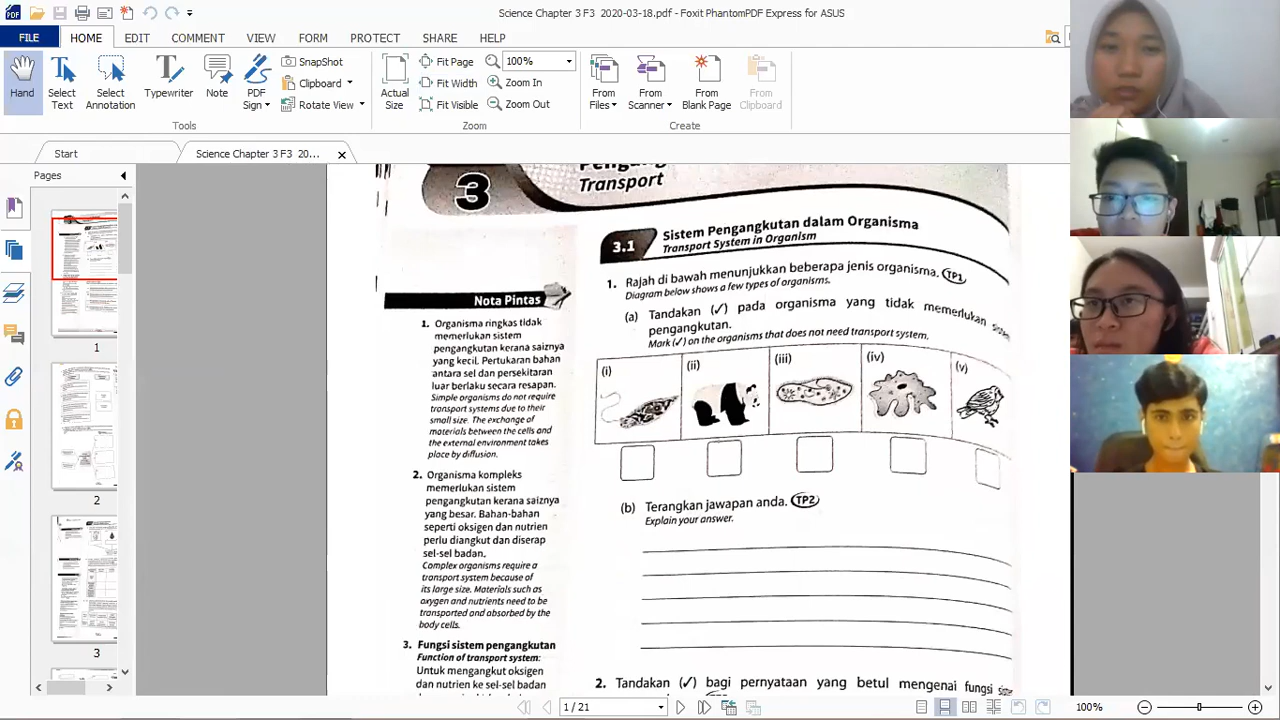 Science Chapter 3 F3 2020-03-18.pdf - Foxit PhantomPDF Express for ASUS
FILE HOME EDIT COMMENT VIEW FORM PROTECT SHARE HELP
Hand
Select Text
Select Annotation
Typewriter
Note
PDF Sign
SnapShot
Clipboard
Rotate View
Tools
Actual Size
Fit Page
Fit Width
Fit Visible
100%
Zoom In
Zoom Out
Zoom
From Files
From Scanner
From Blank Page
From Clipboard
Create
Start
Science Chapter 3 F3 20...
Pages
1
2
3
3
Transport
3.1
Sistem Pengangkutan dalam Organisma
Transport System in Organism
Nota Pintas
1. Organisma ringkas tidak
memerlukan sistem
pengangkutan kerana saiznya
yang kecil. Pertukaran bahan
antara sel dan persekitaran
luar berlaku secara resapan.
Simple organisms do not require
transport systems due to their
small size. The exchange of
materials between the cells and
the external environment takes
place by diffusion.
2. Organisma kompleks
memerlukan sistem
pengangkutan kerana saiznya
yang besar. Bahan-bahan
seperti oksigen dan nutrien
perlu diangkut dan diserap
sel-sel badan.
Complex organisms require a
transport system because of
its large size. Materials such as
oxygen and nutrients need to be
transported and absorbed by the
body cells.
3. Fungsi sistem pengangkutan
Function of transport system:
Untuk mengangkut oksigen
dan nutrien ke sel-sel badan
1. Rajah di bawah menunjukkan beberapa jenis organisma. TP1
Diagram below shows a few types of organisms.
(a) Tandakan (✓) pada organisma yang tidak memerlukan
pengangkutan.
Mark (✓) on the organisms that does not need transport system.
(i) (ii) (iii) (iv) (v)
(b) Terangkan jawapan anda. TP2
Explain your answer.
2. Tandakan (✓) bagi pernyataan yang betul mengenai fungsi
1 / 21
100%